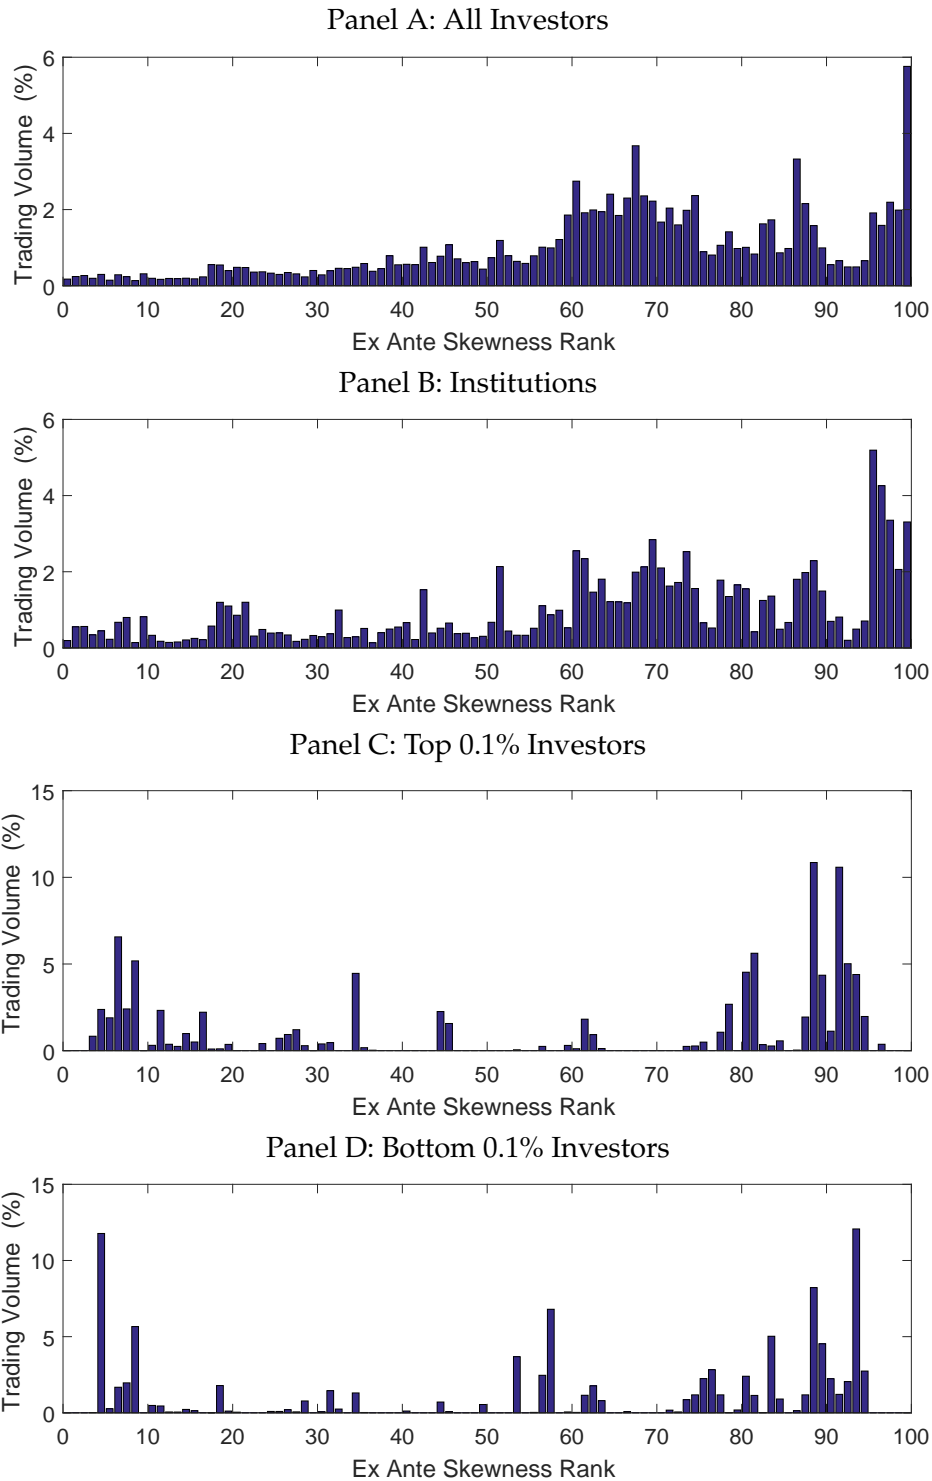 Panel A: All Investors
6
4
2
0
Trading Volume (%)
0 10 20 30 40 50 60 70 80 90 100
Ex Ante Skewness Rank
Panel B: Institutions
6
4
2
0
Trading Volume (%)
0 10 20 30 40 50 60 70 80 90 100
Ex Ante Skewness Rank
Panel C: Top 0.1% Investors
15
10
5
0
Trading Volume (%)
0 10 20 30 40 50 60 70 80 90 100
Ex Ante Skewness Rank
Panel D: Bottom 0.1% Investors
15
10
5
0
Trading Volume (%)
0 10 20 30 40 50 60 70 80 90 100
Ex Ante Skewness Rank